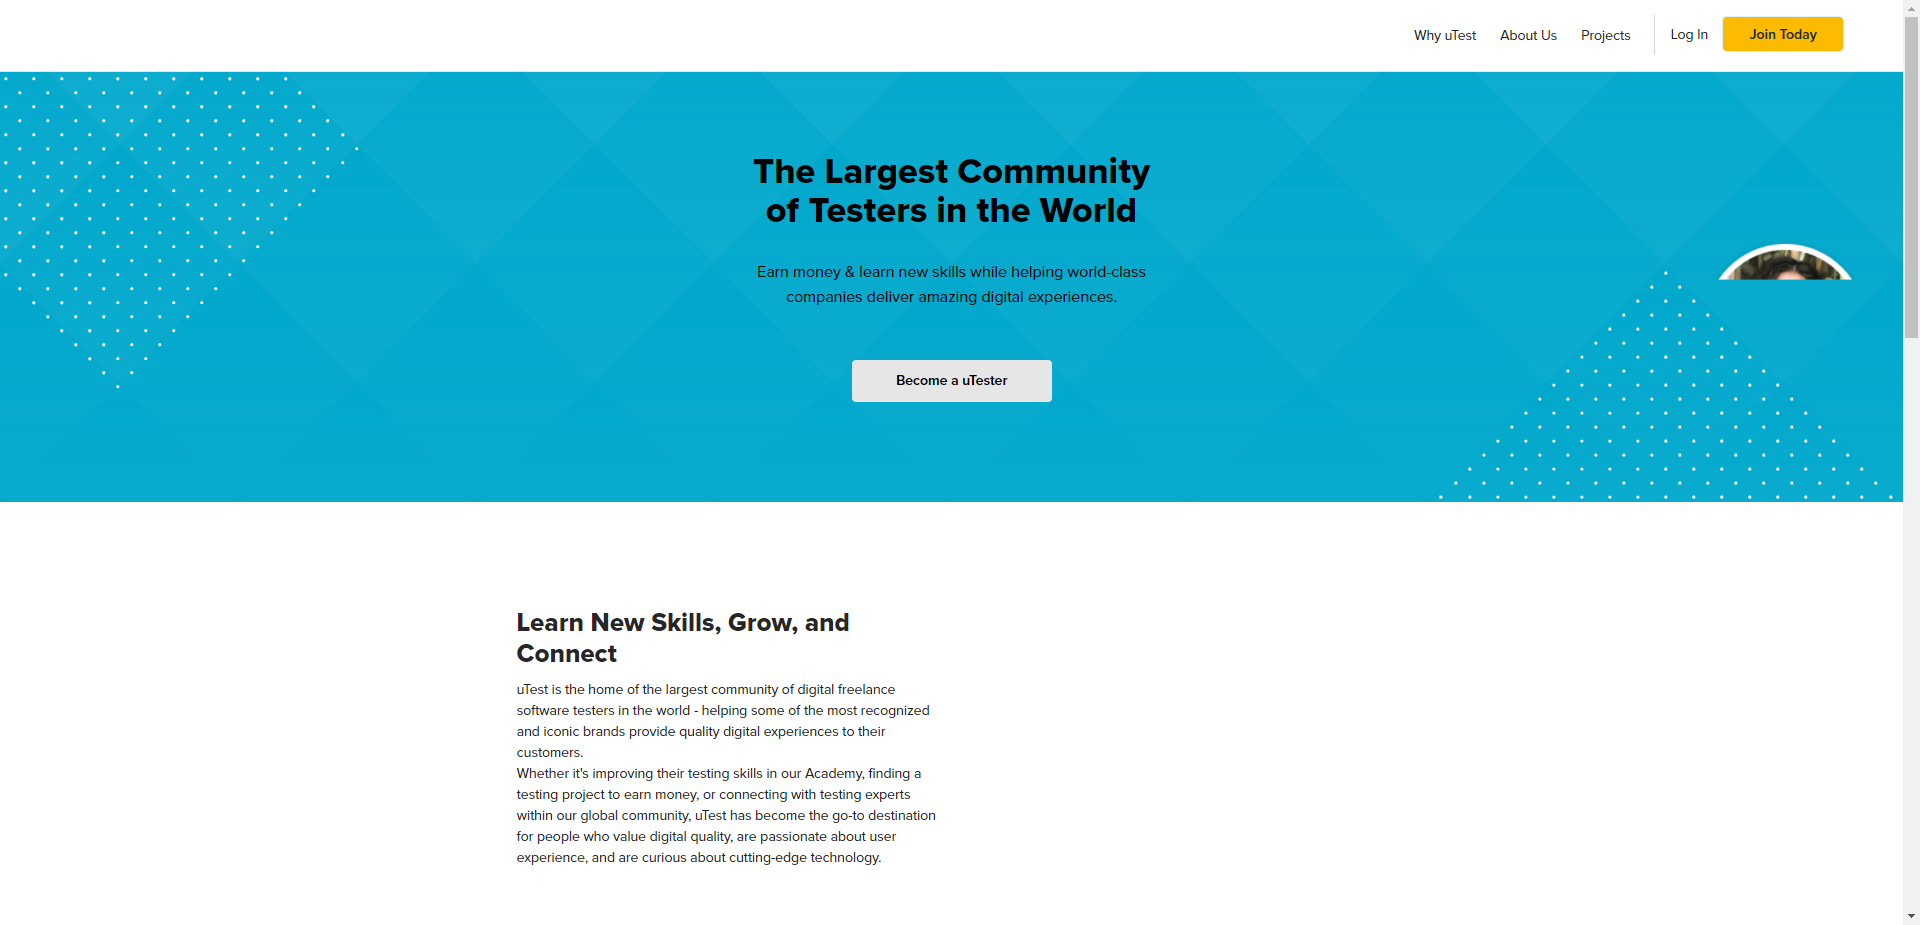 Why uTest About Us Projects Log In Join Today
The Largest Community
of Testers in the World
Earn money & learn new skills while helping world-class
companies deliver amazing digital experiences.
Become a uTester
Learn New Skills, Grow, and
Connect
uTest is the home of the largest community of digital freelance
software testers in the world - helping some of the most recognized
and iconic brands provide quality digital experiences to their
customers.
Whether it's improving their testing skills in our Academy, finding a
testing project to earn money, or connecting with testing experts
within our global community, uTest has become the go-to destination
for people who value digital quality, are passionate about user
experience, and are curious about cutting-edge technology.